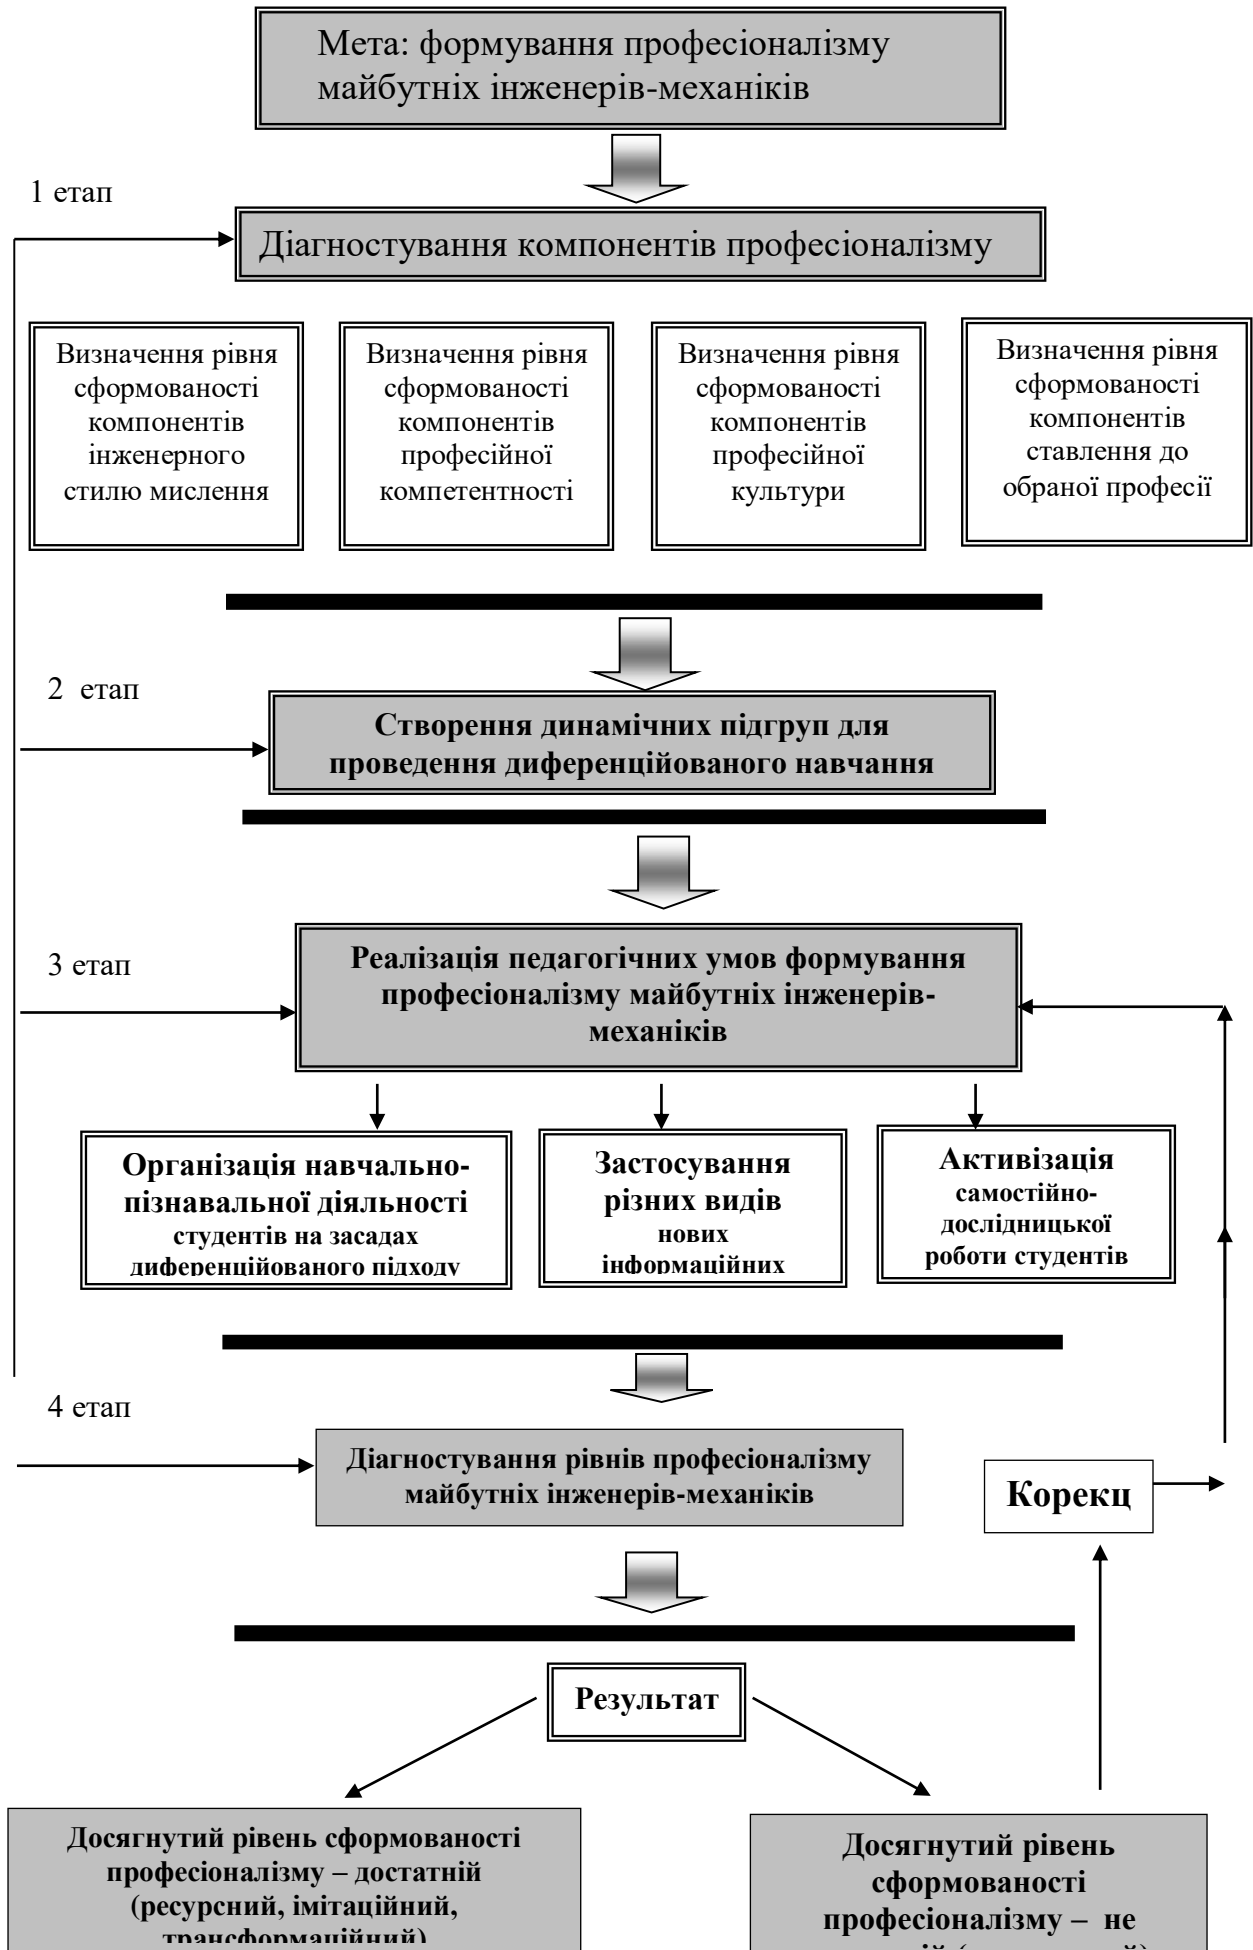 Мета: формування професіоналізму
майбутніх інженерів-механіків
1 етап
Діагностування компонентів професіоналізму
Визначення рівня
сформованості
компонентів
інженерного
стилю мислення
Визначення рівня
сформованості
компонентів
професійної
компетентності
Визначення рівня
сформованості
компонентів
професійної
культури
Визначення рівня
сформованості
компонентів
ставлення до
обраної професії
2 етап
Створення динамічних підгруп для
проведення диференційованого навчання
3 етап
Реалізація педагогічних умов формування
професіоналізму майбутніх інженерів-
механіків
Організація навчально-
пізнавальної діяльності
студентів на засадах
диференційованого підходу
Застосування
різних видів
нових
інформаційних
Активізація
самостійно-
дослідницької
роботи студентів
4 етап
Діагностування рівнів професіоналізму
майбутніх інженерів-механіків
Корекц
Результат
Досягнутий рівень сформованості
професіоналізму – достатній
(ресурсний, імітаційний,
трансформаційний)
Досягнутий рівень
сформованості
професіоналізму – не